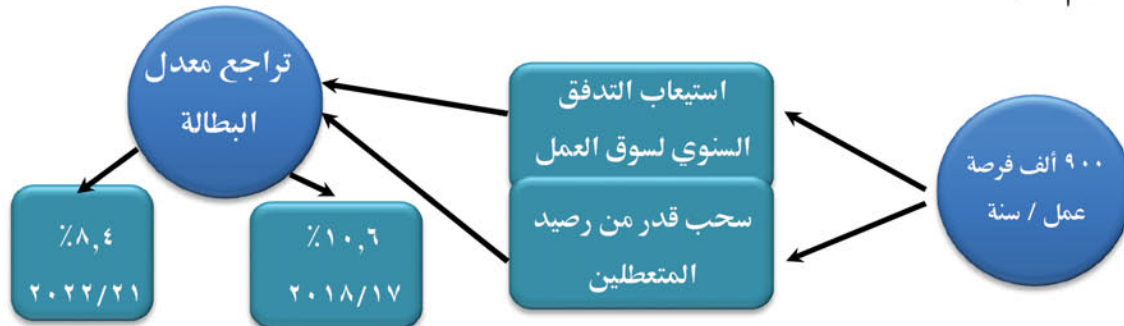 ٩٠٠ ألف فرصة
عمل / سنة
استيعاب التدفق
السنوي لسوق العمل
سحب قدر من رصيد
المتعطلين
تراجع معدل
البطالة
٪١٠,٦
٢٠١٨/١٧
٪٨,٤
٢٠٢٢/٢١